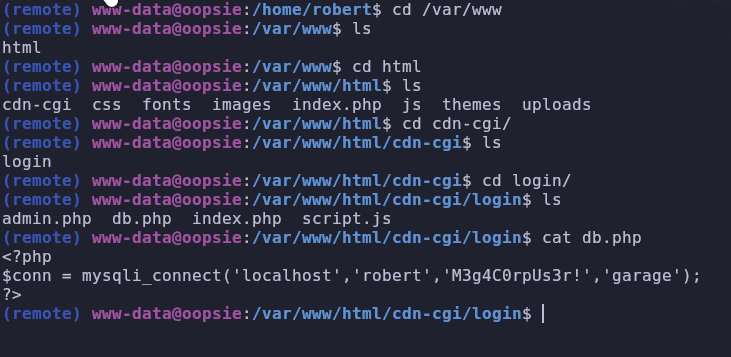 (remote) www-data@oopsie:/home/robert$ cd /var/www
(remote) www-data@oopsie:/var/www$ ls
html
(remote) www-data@oopsie:/var/www$ cd html
(remote) www-data@oopsie:/var/www/html$ ls
cdn-cgi  css  fonts  images  index.php  js  themes  uploads
(remote) www-data@oopsie:/var/www/html$ cd cdn-cgi/
(remote) www-data@oopsie:/var/www/html/cdn-cgi$ ls
login
(remote) www-data@oopsie:/var/www/html/cdn-cgi$ cd login/
(remote) www-data@oopsie:/var/www/html/cdn-cgi/login$ ls
admin.php  db.php  index.php  script.js
(remote) www-data@oopsie:/var/www/html/cdn-cgi/login$ cat db.php
<?php
$conn = mysqli_connect('localhost','robert','M3g4C0rpUs3r!','garage');
?>
(remote) www-data@oopsie:/var/www/html/cdn-cgi/login$